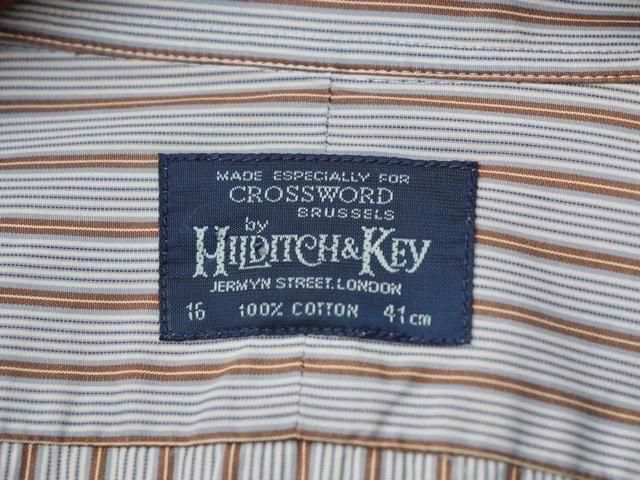 MADE ESPECIALLY FOR
CROSSWORD
BRUSSELS
by
HILDITCH & KEY
JERMYN STREET. LONDON
16 100% COTTON 41cm